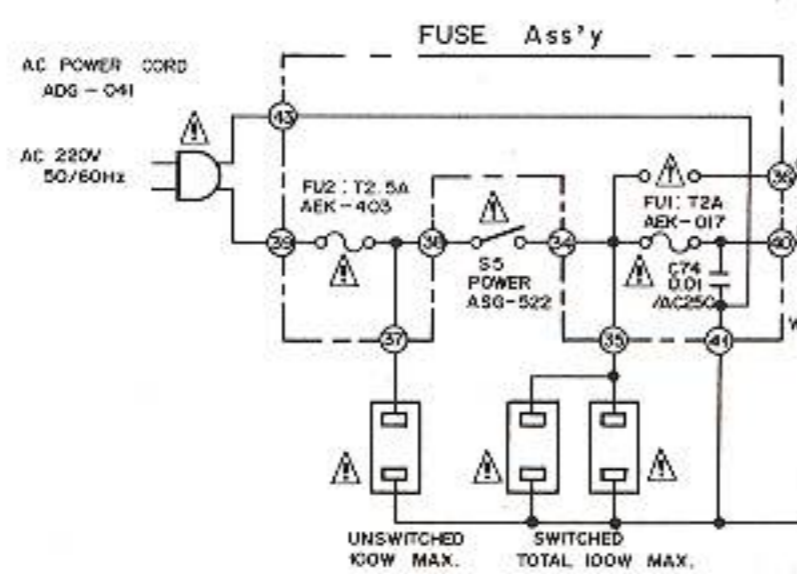 FUSE Ass'y
AC POWER CORD
ADG-041
AC 220V
50/60Hz
43
FU2: T2.5A
AEK-403
39
38
S5
POWER
ASG-522
34
FU1: T2A
AEK-017
36
40
C74
0.01
/AC250
37
35
41
UNSWITCHED
100W MAX.
SWITCHED
TOTAL 100W MAX.